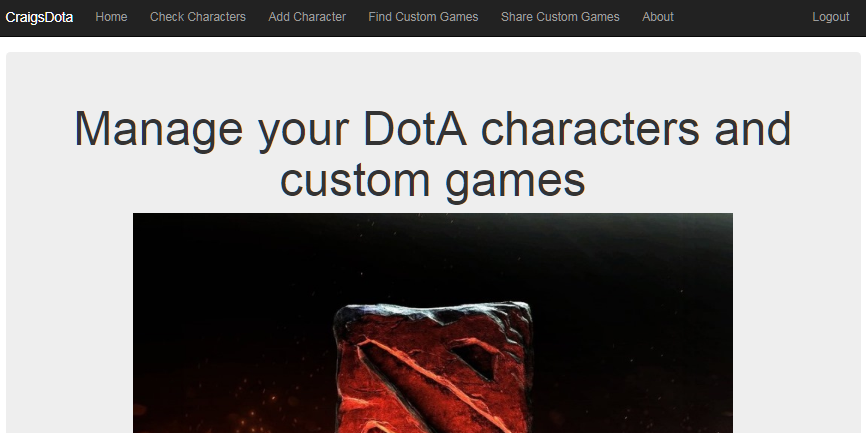 CraigsDota Home Check Characters Add Character Find Custom Games Share Custom Games About Logout
Manage your DotA characters and
custom games